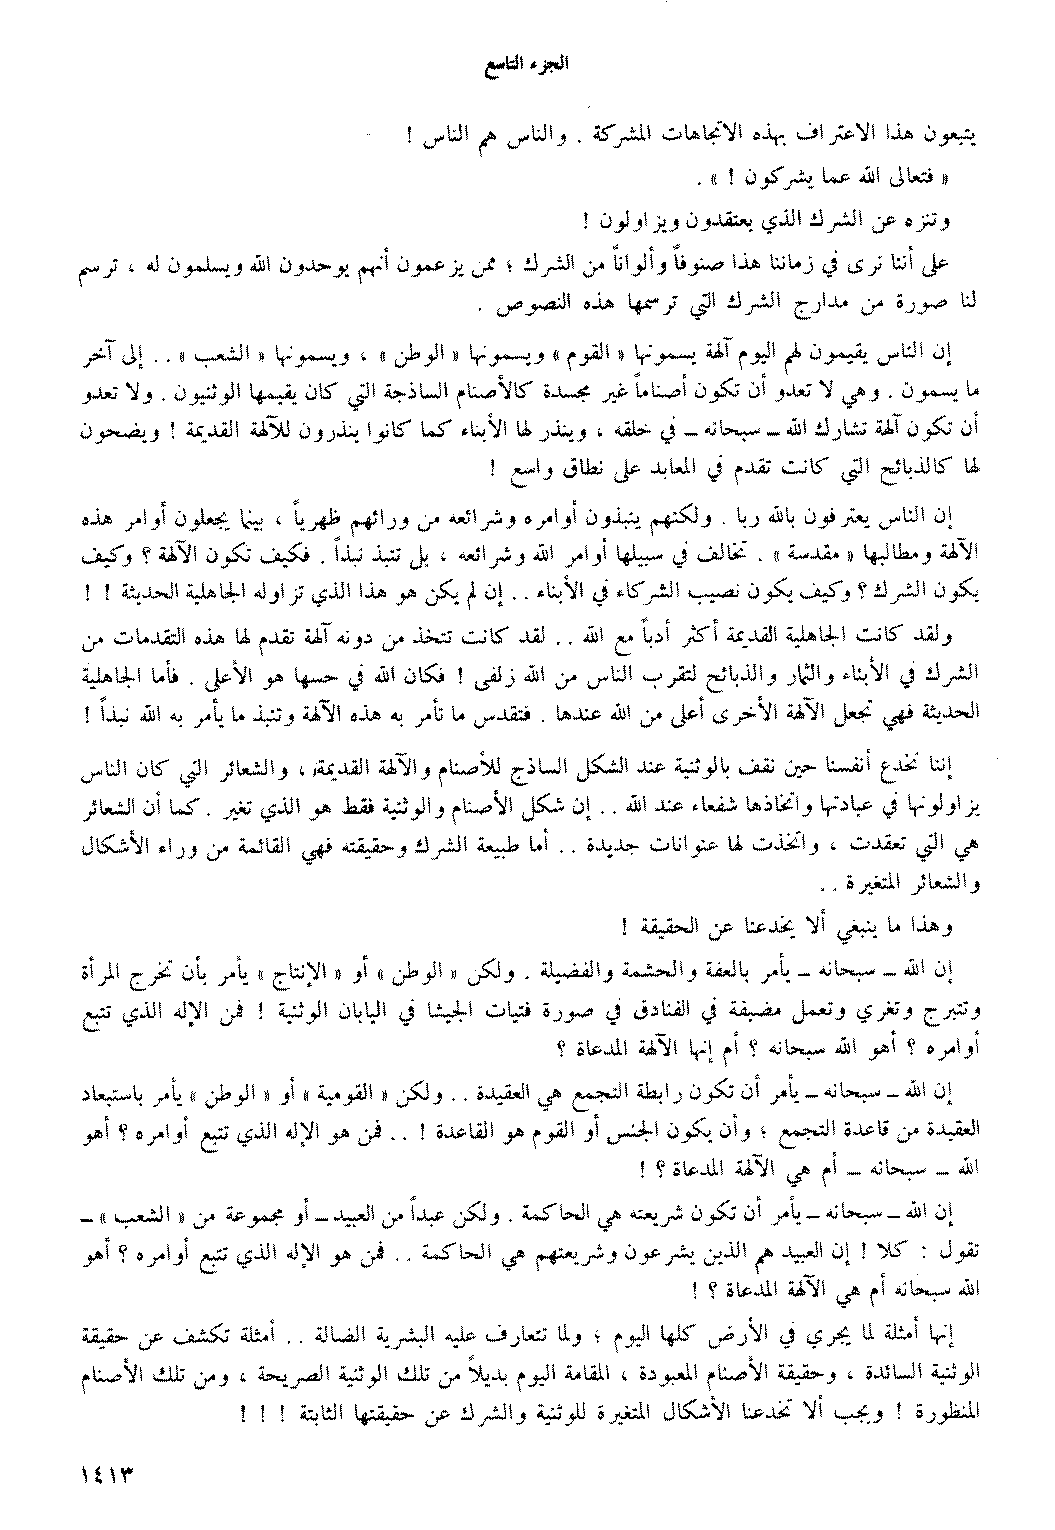 الجزء التاسع
يتبعون هذا الاعتراف بهذه الاتجاهات المشركة . والناس هم الناس !
« فتعالى الله عما يشركون ! » .
وتنزه عن الشرك الذي يعتقدون ويزاولون !
على أننا نرى في زماننا هذا صنوفاً وألواناً من الشرك ؛ ممن يزعمون أنهم يوحدون الله ويسلمون له ، ترسم
لنا صورة من مدارج الشرك التي ترسمها هذه النصوص .
إن الناس يقيمون لهم اليوم آلهة يسمونها « القوم » ويسمونها « الوطن » ، ويسمونها « الشعب » . . إلى آخر
ما يسمون . وهي لا تعدو أن تكون أصناماً غير مجسدة كالأصنام الساذجة التي كان يقيمها الوثنيون . ولا تعدو
أن تكون آلهة تشارك الله – سبحانه – في خلقه ، وينذر لها الأبناء كما كانوا ينذرون للآلهة القديمة ! ويضحون
لها كالذبائح التي كانت تقدم في المعابد على نطاق واسع !
إن الناس يعترفون بالله ربا . ولكنهم ينبذون أوامره وشرائعه من ورائهم ظهرياً ، بينما يجعلون أوامر هذه
الآلهة ومطالبها « مقدسة » . تخالف في سبيلها أوامر الله وشرائعه ، بل تنبذ نبذاً . فكيف تكون الآلهة ؟ وكيف
يكون الشرك ؟ وكيف يكون نصيب الشركاء في الأبناء . . إن لم يكن هو هذا الذي تزاوله الجاهلية الحديثة ! !
ولقد كانت الجاهلية القديمة أكثر أدباً مع الله . . لقد كانت تتخذ من دونه آلهة تقدم لها هذه التقدمات من
الشرك في الأبناء والثمار والذبائح لتقرب الناس من الله زلفى ! فكان الله في حسها هو الأعلى . فأما الجاهلية
الحديثة فهي تجعل الآلهة الأخرى أعلى من الله عندها . فتقدس ما تأمر به هذه الآلهة وتنبذ ما يأمر به الله نبذاً !
إننا نخدع أنفسنا حين نقف بالوثنية عند الشكل الساذج للأصنام والآلهة القديمة ، والشعائر التي كان الناس
يزاولونها في عبادتها واتخاذها شفعاء عند الله . . إن شكل الأصنام والوثنية فقط هو الذي تغير . كما أن الشعائر
هي التي تعقدت ، واتخذت لها عنوانات جديدة . . أما طبيعة الشرك وحقيقته فهي القائمة من وراء الأشكال
والشعائر المتغيرة . .
وهذا ما ينبغي ألا يخدعنا عن الحقيقة !
إن الله – سبحانه – يأمر بالعفة والحشمة والفضيلة . ولكن « الوطن » أو « الإنتاج » يأمر بأن تخرج المرأة
وتتبرج وتغري وتعمل مضيفة في الفنادق في صورة فتيات الجيشا في اليابان الوثنية ! فمن الإله الذي تتبع
أوامره ؟ أهو الله سبحانه ؟ أم إنها الآلهة المدعاة ؟
إن الله – سبحانه – يأمر أن تكون رابطة التجمع هي العقيدة . . ولكن « القومية » أو « الوطن » يأمر باستبعاد
العقيدة من قاعدة التجمع ؛ وأن يكون الجنس أو القوم هو القاعدة ! . . فمن هو الإله الذي تتبع أوامره ؟ أهو
الله – سبحانه – أم هي الآلهة المدعاة ؟ !
إن الله – سبحانه – يأمر أن تكون شريعته هي الحاكمة . ولكن عبداً من العبيد – أو مجموعة من « الشعب » –
تقول : كلا ! إن العبيد هم الذين يشرعون وشريعتهم هي الحاكمة . . فمن هو الإله الذي تتبع أوامره ؟ أهو
الله سبحانه أم هي الآلهة المدعاة ؟ !
إنها أمثلة لما يجري في الأرض كلها اليوم ؛ ولما تتعارف عليه البشرية الضالة . . أمثلة تكشف عن حقيقة
الوثنية السائدة ، وحقيقة الأصنام المعبودة ، المقامة اليوم بديلاً من تلك الوثنية الصريحة ، ومن تلك الأصنام
المنظورة ! ويجب ألا تخدعنا الأشكال المتغيرة للوثنية والشرك عن حقيقتها الثابتة ! ! !
١٤١٣